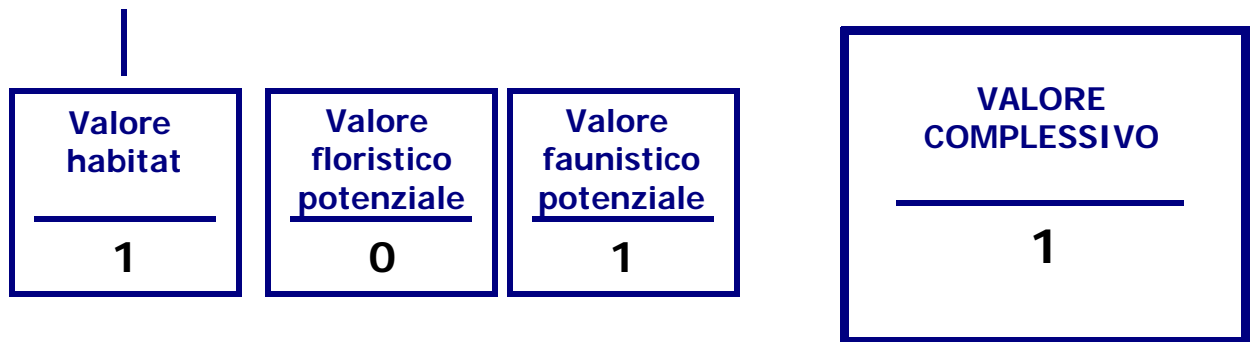 Valore
habitat
1
Valore
floristico
potenziale
0
Valore
faunistico
potenziale
1
VALORE
COMPLESSIVO
1